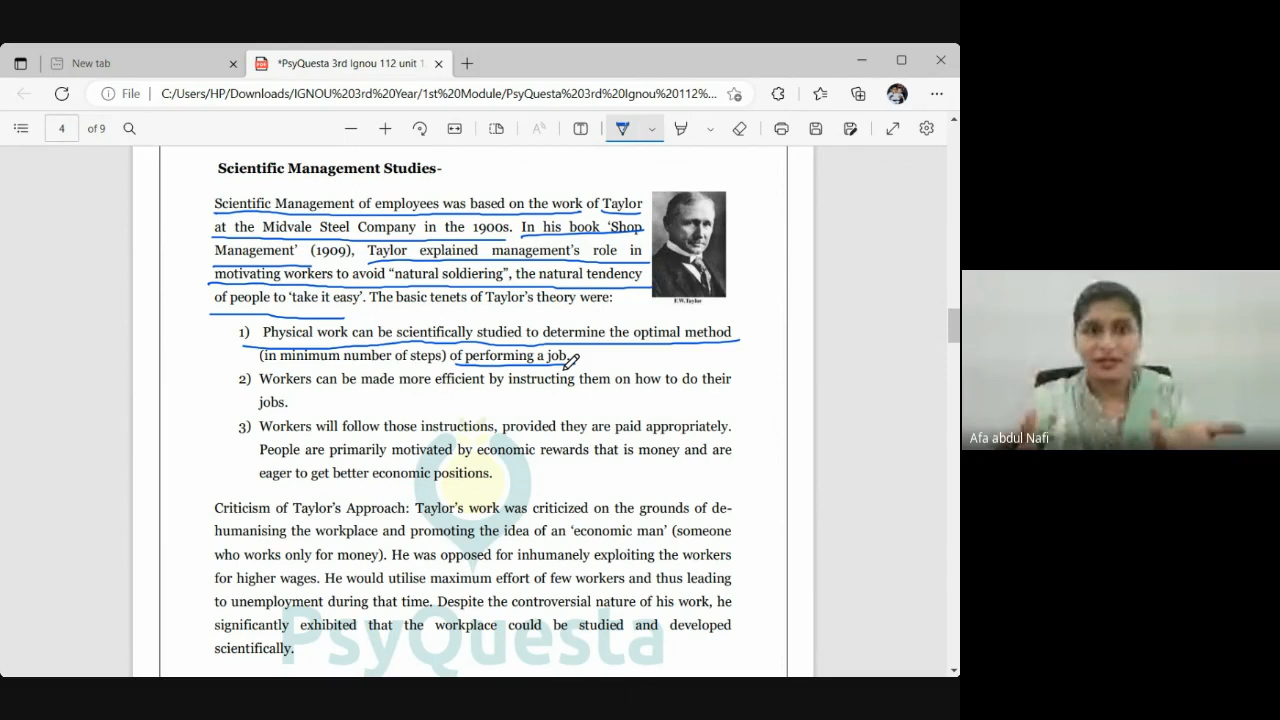 New tab
*PsyQuesta 3rd Ignou 112 unit 1
File
C:/Users/HP/Downloads/IGNOU%203rd%20Year/1st%20Module/PsyQuesta%203rd%20Ignou%20112%...
4 of 9
Scientific Management Studies-
Scientific Management of employees was based on the work of Taylor
at the Midvale Steel Company in the 1900s. In his book ‘Shop
Management’ (1909), Taylor explained management’s role in
motivating workers to avoid “natural soldiering”, the natural tendency
of people to ‘take it easy’. The basic tenets of Taylor’s theory were:
F.W.Taylor
1) Physical work can be scientifically studied to determine the optimal method
(in minimum number of steps) of performing a job.
2) Workers can be made more efficient by instructing them on how to do their
jobs.
3) Workers will follow those instructions, provided they are paid appropriately.
People are primarily motivated by economic rewards that is money and are
eager to get better economic positions.
Criticism of Taylor’s Approach: Taylor’s work was criticized on the grounds of de-
humanising the workplace and promoting the idea of an ‘economic man’ (someone
who works only for money). He was opposed for inhumanely exploiting the workers
for higher wages. He would utilise maximum effort of few workers and thus leading
to unemployment during that time. Despite the controversial nature of his work, he
significantly exhibited that the workplace could be studied and developed
scientifically.
PsyQuesta
Afa abdul Nafi